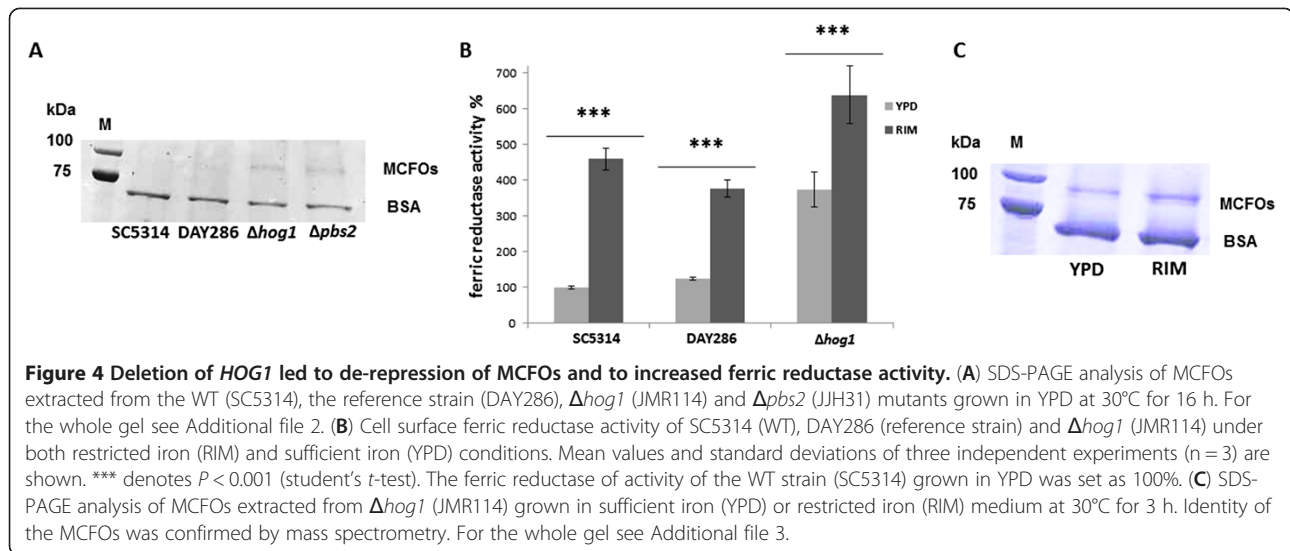 A
kDa
M
100
75
MCFOs
BSA
SC5314 DAY286 Δhog1 Δpbs2
B
ferric reductase activity %
700
600
500
400
300
200
100
0
***
***
***
YPD
RIM
SC5314
DAY286
Δhog1
C
kDa
M
100
75
MCFOs
BSA
YPD
RIM
Figure 4 Deletion of HOG1 led to de-repression of MCFOs and to increased ferric reductase activity. (A) SDS-PAGE analysis of MCFOs
extracted from the WT (SC5314), the reference strain (DAY286), Δhog1 (JMR114) and Δpbs2 (JJH31) mutants grown in YPD at 30°C for 16 h. For
the whole gel see Additional file 2. (B) Cell surface ferric reductase activity of SC5314 (WT), DAY286 (reference strain) and Δhog1 (JMR114) under
both restricted iron (RIM) and sufficient iron (YPD) conditions. Mean values and standard deviations of three independent experiments (n = 3) are
shown. *** denotes P < 0.001 (student's t-test). The ferric reductase of activity of the WT strain (SC5314) grown in YPD was set as 100%. (C) SDS-
PAGE analysis of MCFOs extracted from Δhog1 (JMR114) grown in sufficient iron (YPD) or restricted iron (RIM) medium at 30°C for 3 h. Identity of
the MCFOs was confirmed by mass spectrometry. For the whole gel see Additional file 3.